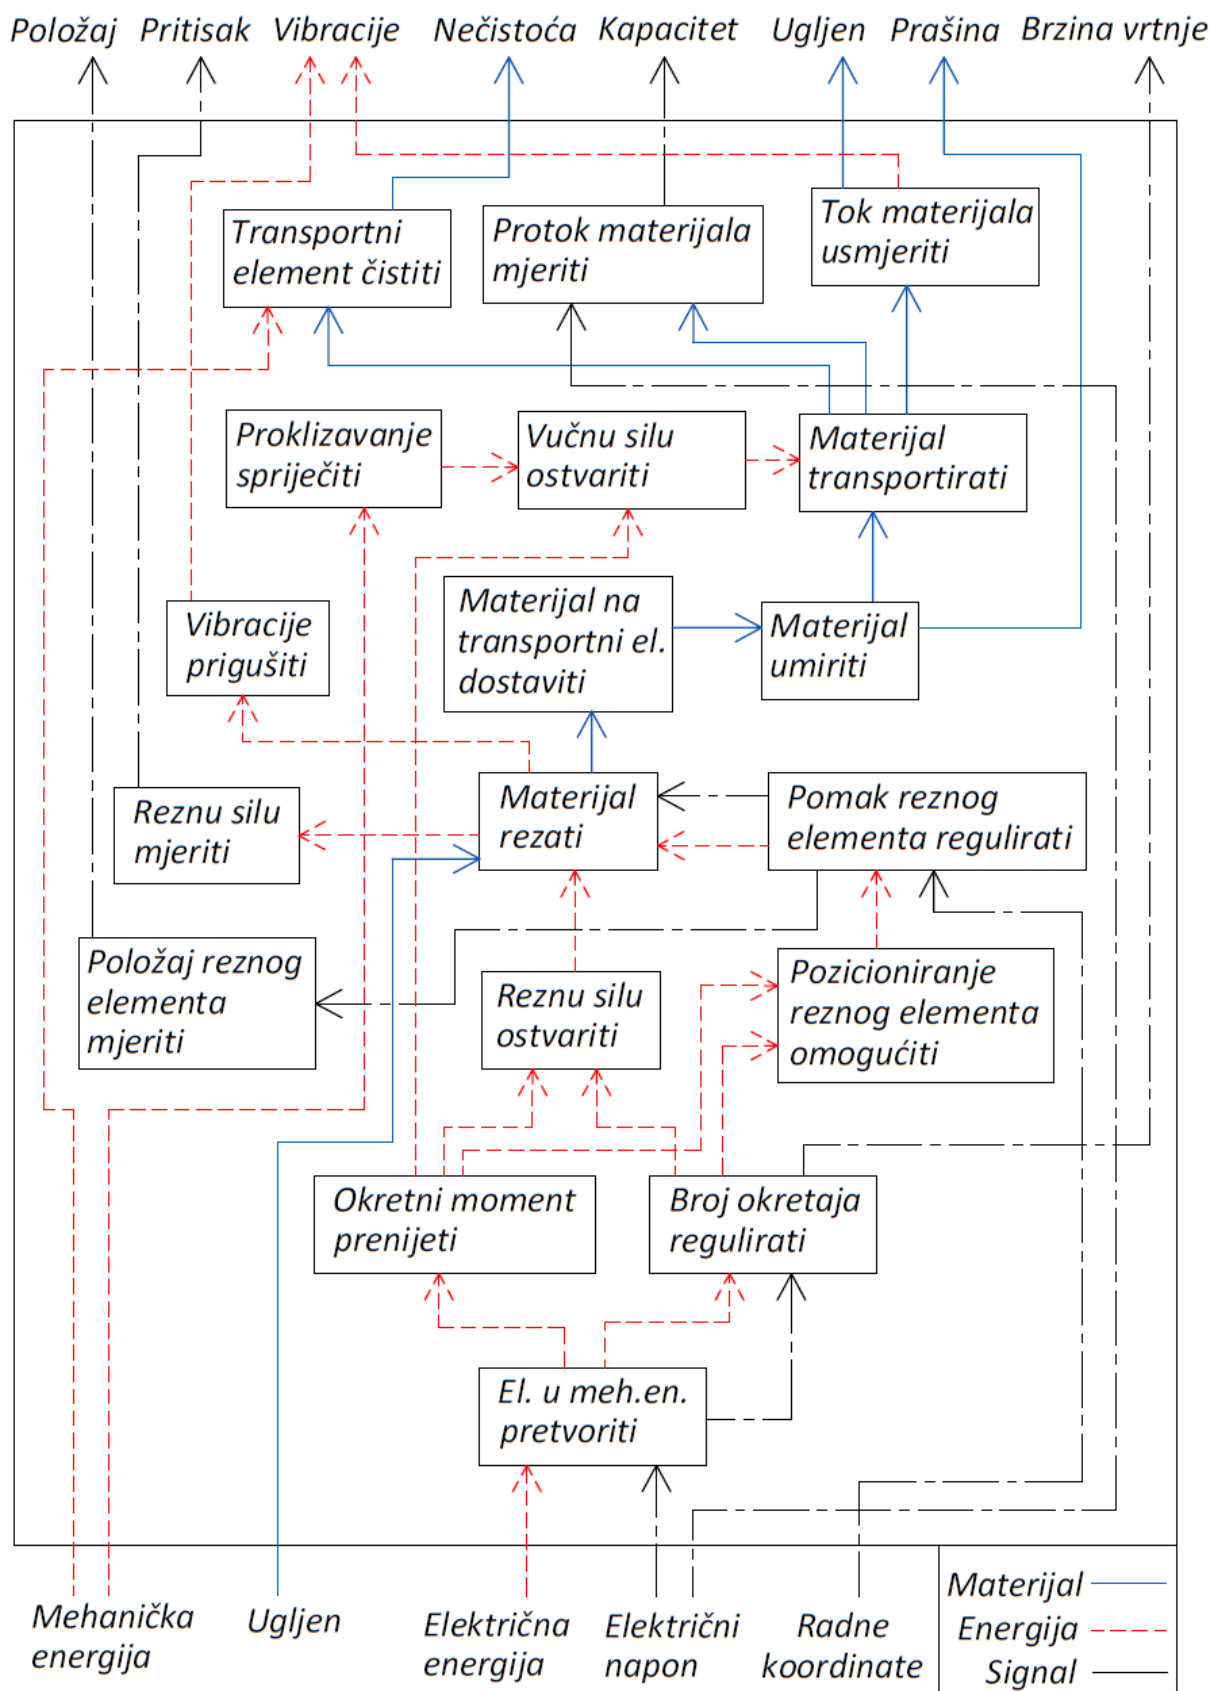 Položaj Pritisak Vibracije Nečistoća Kapacitet Ugljen Prašina Brzina vrtnje
Transportni
element čistiti
Protok materijala
mjeriti
Tok materijala
usmjeriti
Proklizavanje
spriječiti
Vučnu silu
ostvariti
Materijal
transportirati
Vibracije
prigušiti
Materijal na
transportni el.
dostaviti
Materijal
umiriti
Reznu silu
mjeriti
Materijal
rezati
Pomak reznog
elementa regulirati
Položaj reznog
elementa
mjeriti
Reznu silu
ostvariti
Pozicioniranje
reznog elementa
omogućiti
Okretni moment
prenijeti
Broj okretaja
regulirati
El. u meh.en.
pretvoriti
Mehanička
energija
Ugljen
Električna
energija
Električni
napon
Radne
koordinate
Materijal
Energija
Signal